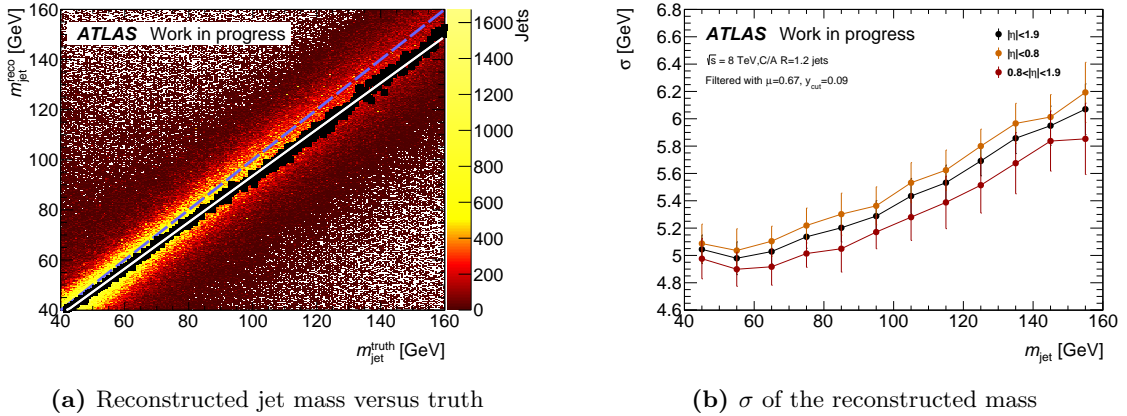 160
140
120
100
80
60
40
m_jet^reco [GeV]
ATLAS Work in progress
40 60 80 100 120 140 160
m_jet^truth [GeV]
Jets
1600
1400
1200
1000
800
600
400
200
0
(a) Reconstructed jet mass versus truth
σ [GeV]
6.8
6.6
6.4
6.2
6
5.8
5.6
5.4
5.2
5
4.8
4.6
ATLAS Work in progress
√s = 8 TeV,C/A R=1.2 jets
Filtered with μ=0.67, y_cut=0.09
|η|<1.9
|η|<0.8
0.8<|η|<1.9
40 60 80 100 120 140 160
m_jet [GeV]
(b) σ of the reconstructed mass